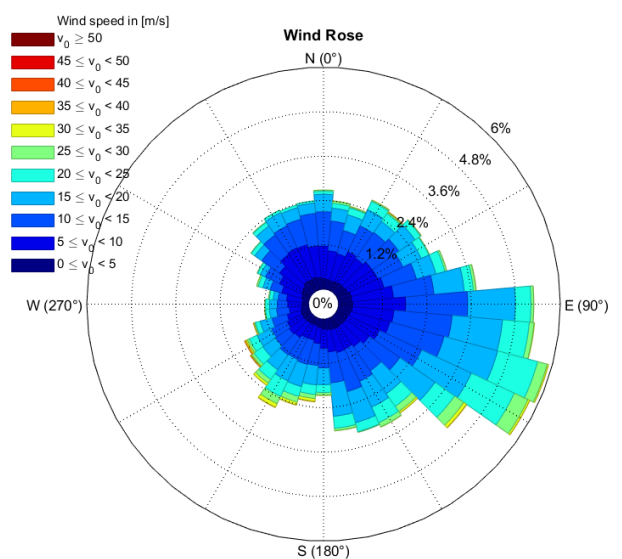 Wind speed in [m/s]
v0 ≥ 50
45 ≤ v0 < 50
40 ≤ v0 < 45
35 ≤ v0 < 40
30 ≤ v0 < 35
25 ≤ v0 < 30
20 ≤ v0 < 25
15 ≤ v0 < 20
10 ≤ v0 < 15
5 ≤ v0 < 10
0 ≤ v0 < 5
Wind Rose
N (0°)
6%
4.8%
3.6%
2.4%
1.2%
0%
W (270°)
E (90°)
S (180°)